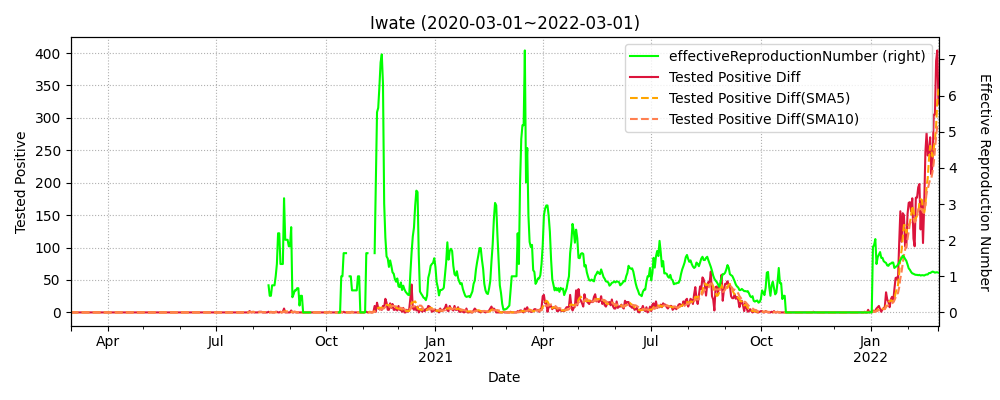 Iwate (2020-03-01~2022-03-01)
effectiveReproductionNumber (right)
Tested Positive Diff
Tested Positive Diff(SMA5)
Tested Positive Diff(SMA10)
Tested Positive
400
350
300
250
200
150
100
50
0
7
6
5
4
3
2
1
0
Effective Reproduction Number
Apr
Jul
Oct
Jan
2021
Apr
Jul
Oct
Jan
2022
Date